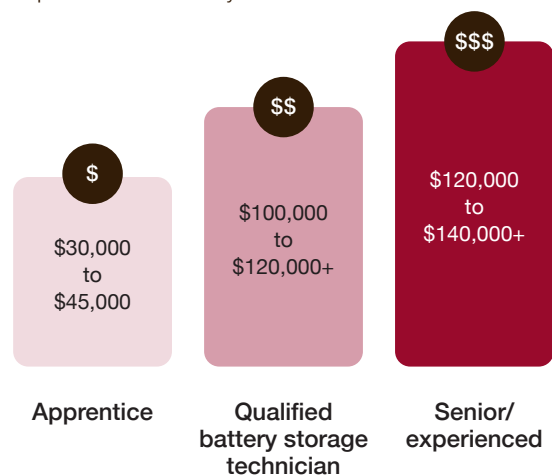 $
$30,000
to
$45,000
Apprentice
$$
$100,000
to
$120,000+
Qualified
battery storage
technician
$$$
$120,000
to
$140,000+
Senior/
experienced